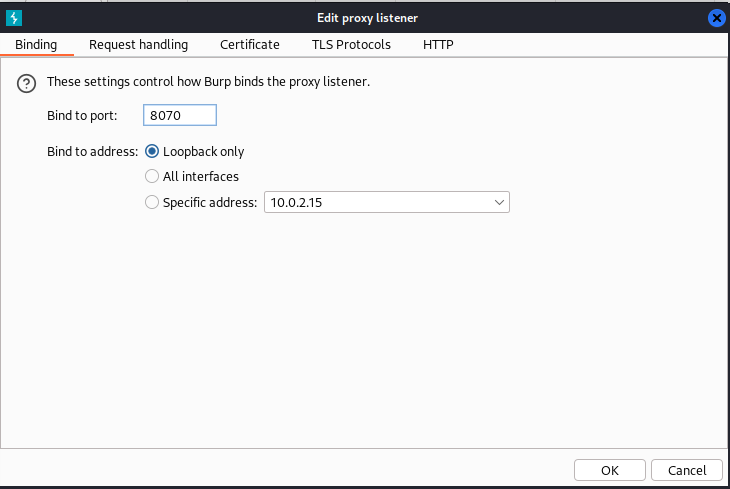 Edit proxy listener
Binding Request handling Certificate TLS Protocols HTTP
These settings control how Burp binds the proxy listener.
Bind to port: 8070
Bind to address: Loopback only
All interfaces
Specific address: 10.0.2.15
OK Cancel